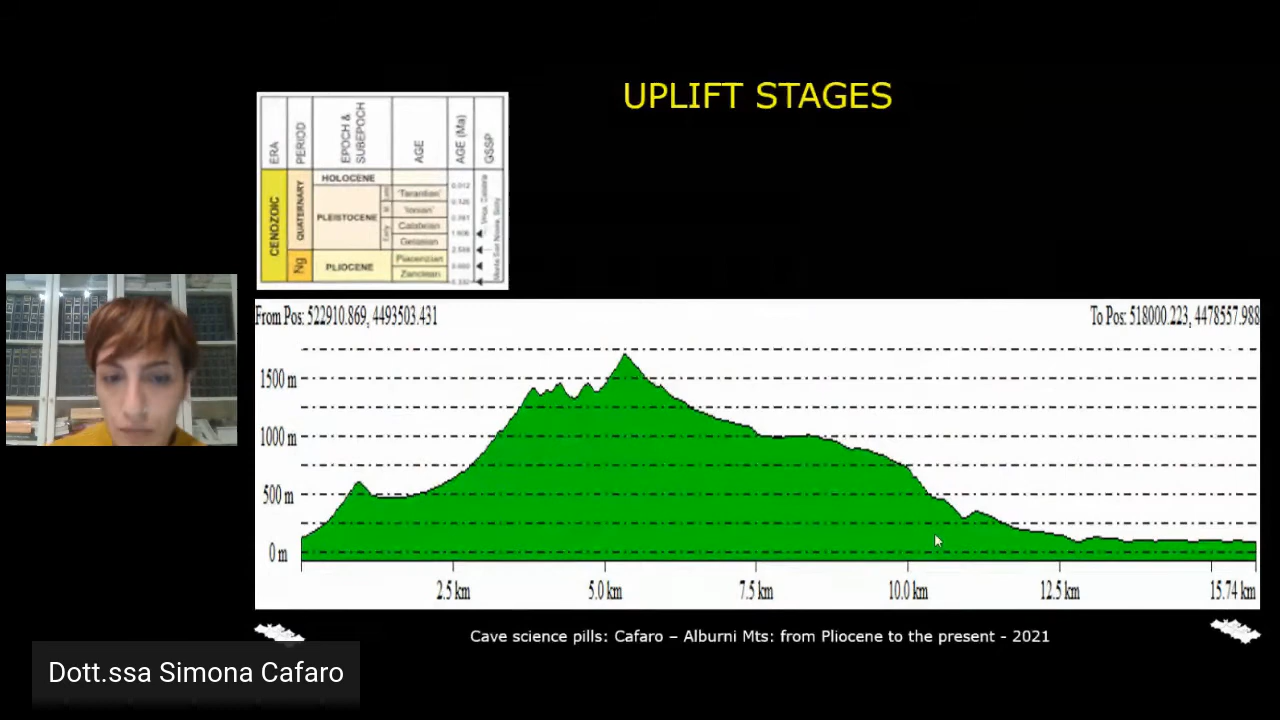 UPLIFT STAGES
ERA
PERIOD
EPOCH &
SUBEPOCH
AGE
AGE (Ma)
GSSP
CENOZOIC
QUATERNARY
HOLOCENE
PLEISTOCENE
Early
'Tarantian'
'Ionian'
Calabrian
Gelasian
Ng
PLIOCENE
Piacenzian
Zanclean
From Pos: 522910.869, 4493503.431
To Pos: 518000.223, 4478557.988
1500 m
1000 m
500 m
0 m
2.5 km
5.0 km
7.5 km
10.0 km
12.5 km
15.74 km
Cave science pills: Cafaro – Alburni Mts: from Pliocene to the present - 2021
Dott.ssa Simona Cafaro